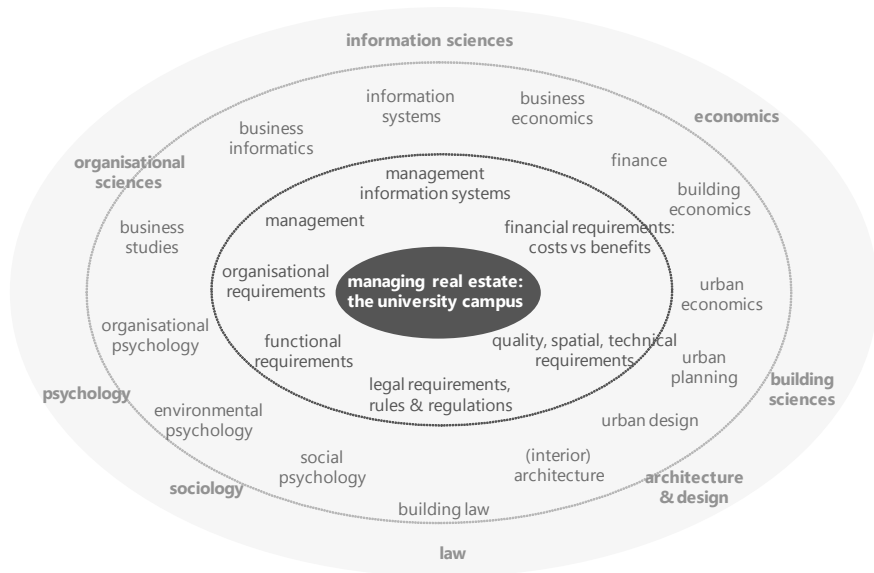 information sciences
information
systems
business
economics
economics
business
informatics
organisational
sciences
finance
building
economics
management
information systems
management
business
studies
financial requirements:
costs vs benefits
organisational
requirements
managing real estate:
the university campus
urban
economics
organisational
psychology
functional
requirements
quality, spatial, technical
requirements
urban
planning
building
sciences
legal requirements,
rules & regulations
psychology
environmental
psychology
urban design
social
psychology
(interior)
architecture
sociology
architecture
& design
building law
law